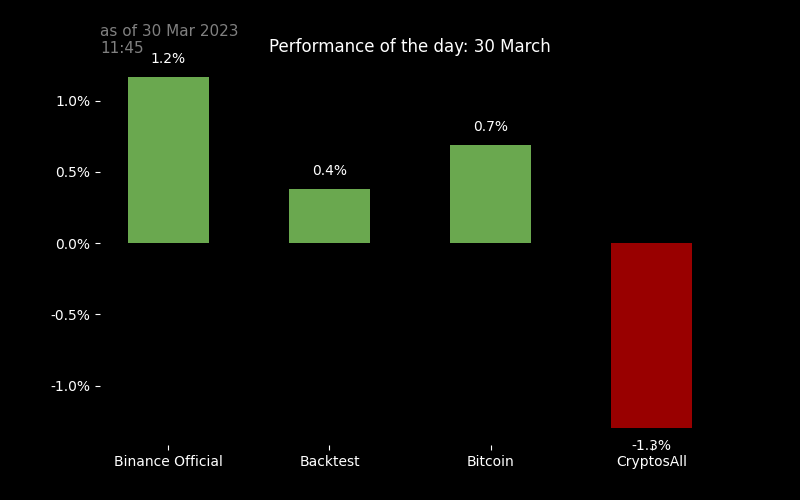 as of 30 Mar 2023
11:45
Performance of the day: 30 March
1.2%
1.0%
0.7%
0.4%
0.5%
0.0%
-0.5%
-1.0%
-1.3%
Binance Official
Backtest
Bitcoin
CryptosAll